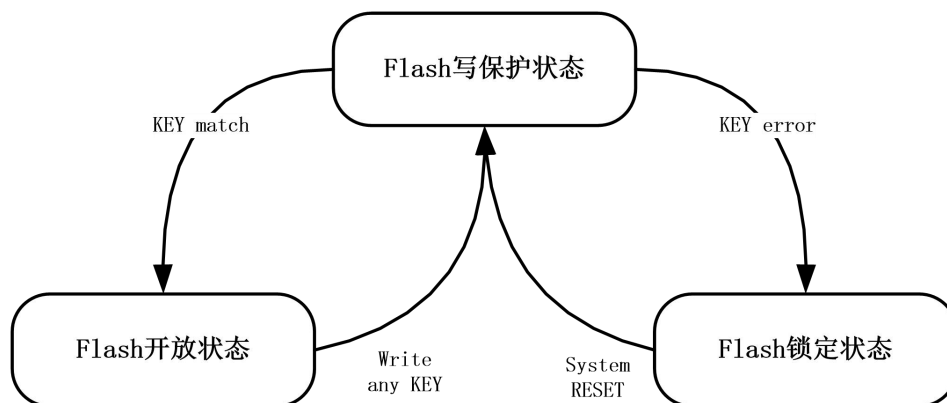 Flash写保护状态
KEY match
KEY error
Flash开放状态
Flash锁定状态
Write
any KEY
System
RESET